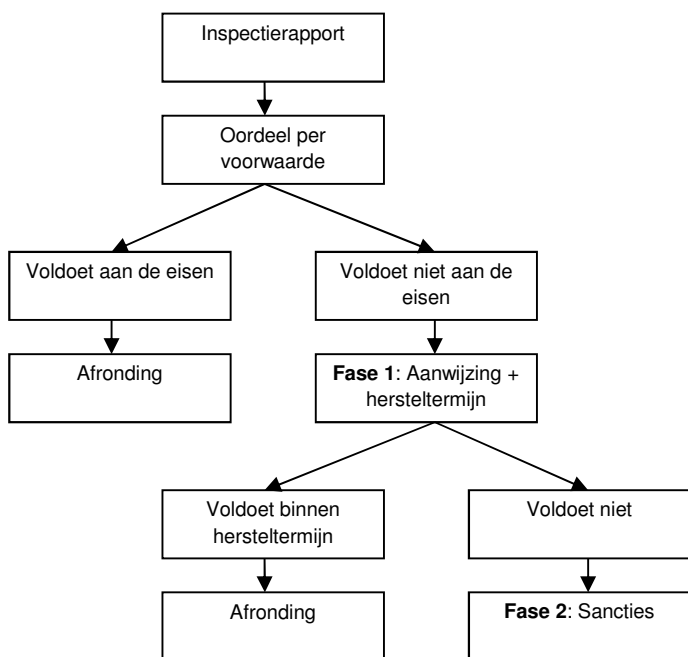 Inspectierapport
Oordeel per
voorwaarde
Voldoet aan de eisen
Voldoet niet aan de
eisen
Afronding
Fase 1: Aanwijzing +
hersteltermijn
Voldoet binnen
hersteltermijn
Voldoet niet
Afronding
Fase 2: Sancties